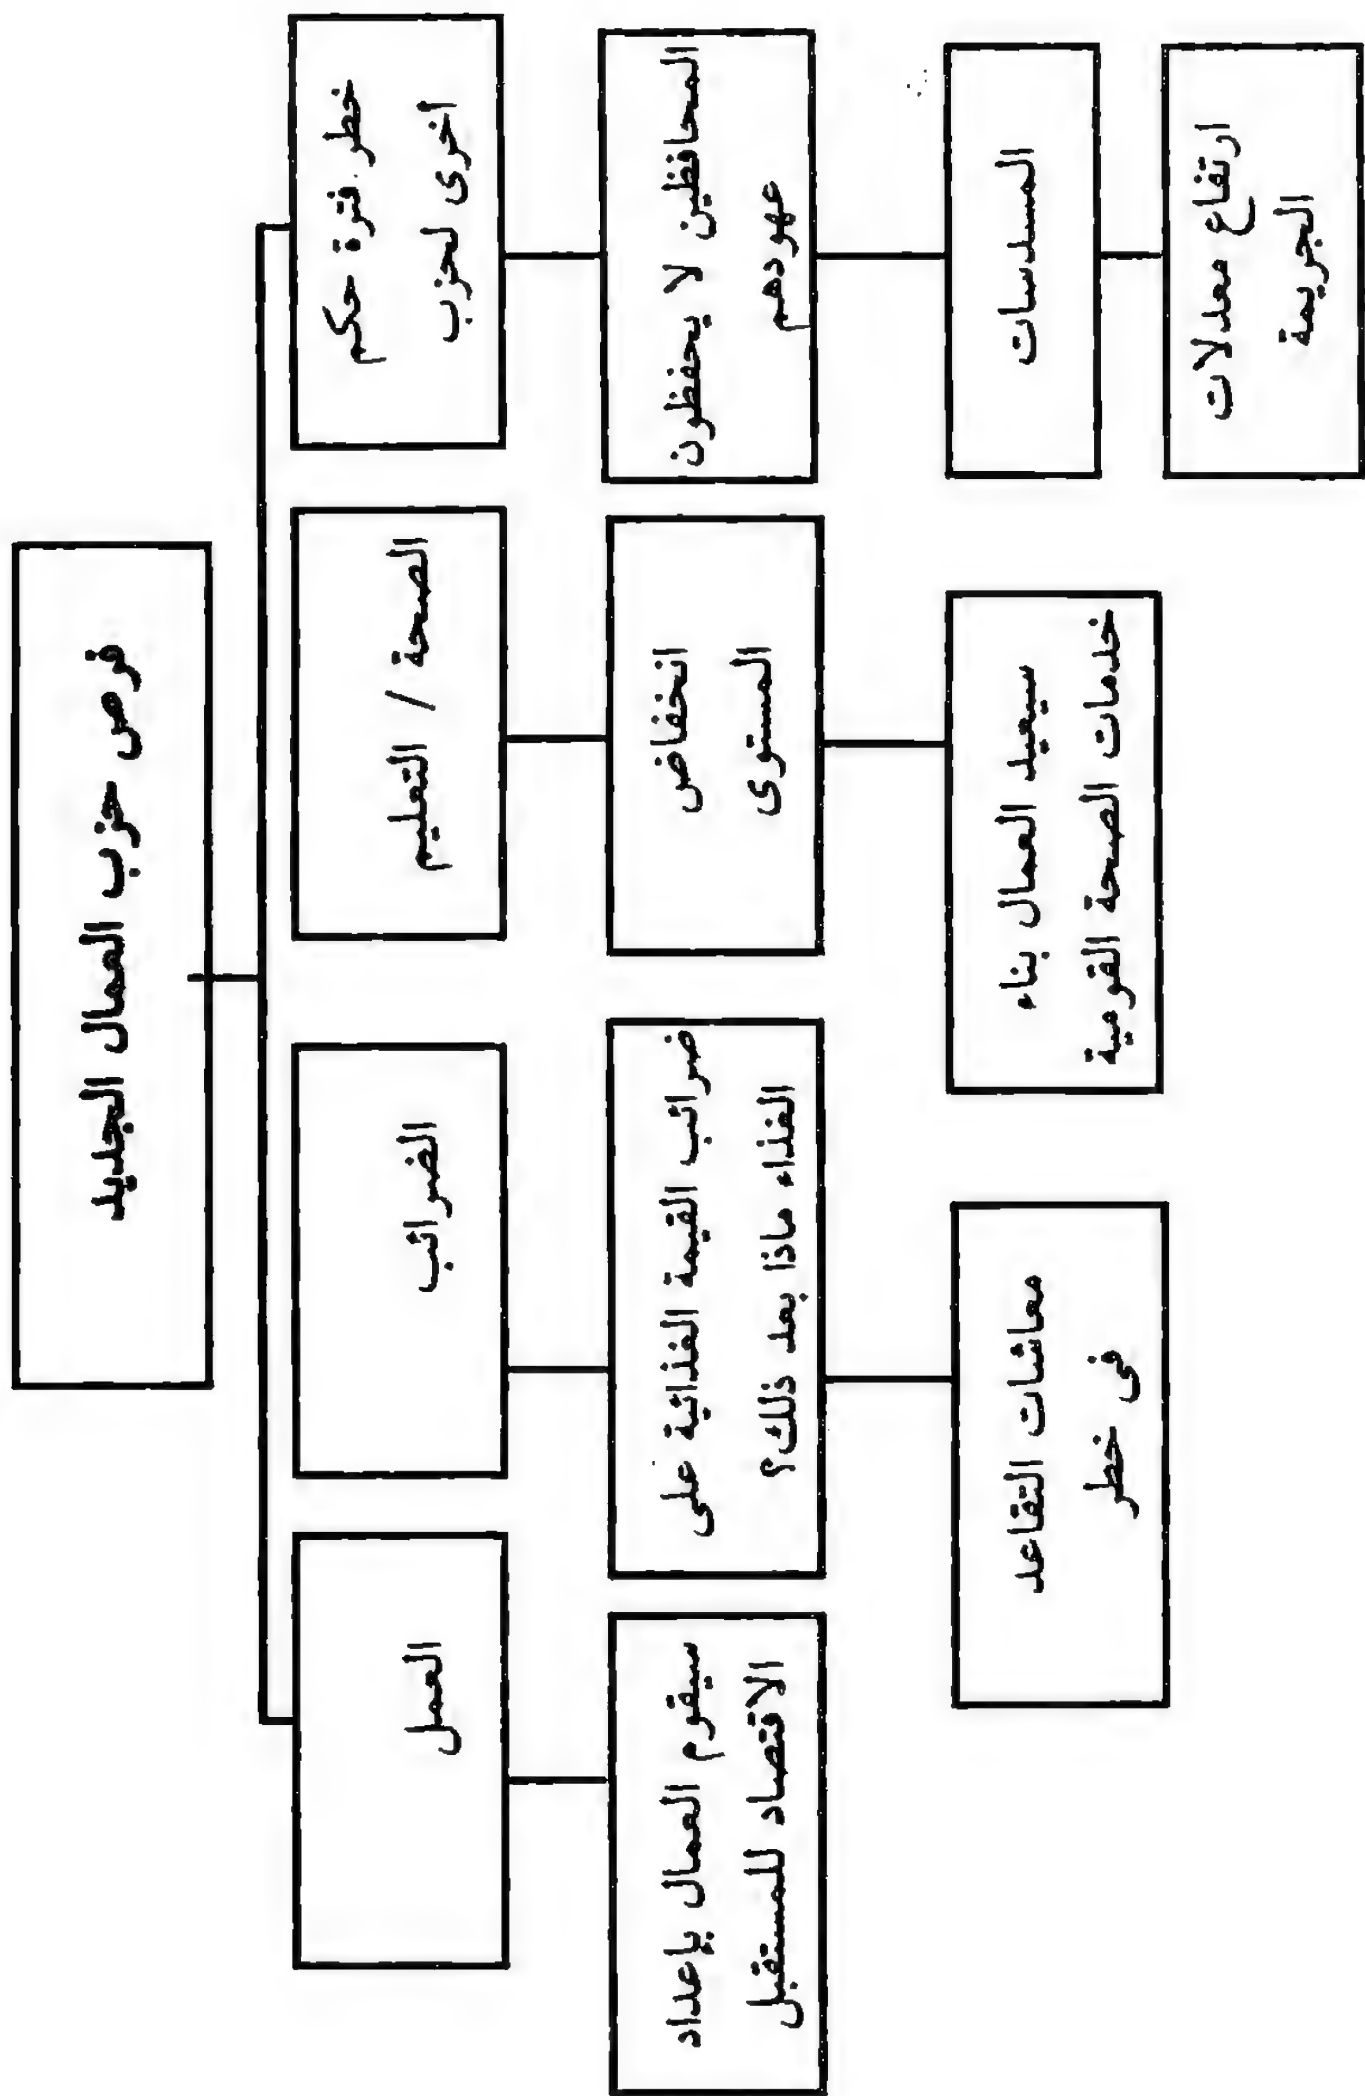 فرص حزب العمال الجديد
خطر فترة حكم
أخرى لحزب
المحافظين لا يحفظون
عهودهم
المسدسات
ارتفاع معدلات
الجريمة
الصحة / التعليم
انخفاض
المستوى
سيعيد العمال بناء
خدمات الصحة القومية
الضرائب
ضرائب القيمة الغذائية على
الغذاء ماذا بعد ذلك؟
معاشات التقاعد
فى خطر
العمل
سيقوم العمال بإعداد
الاقتصاد للمستقبل